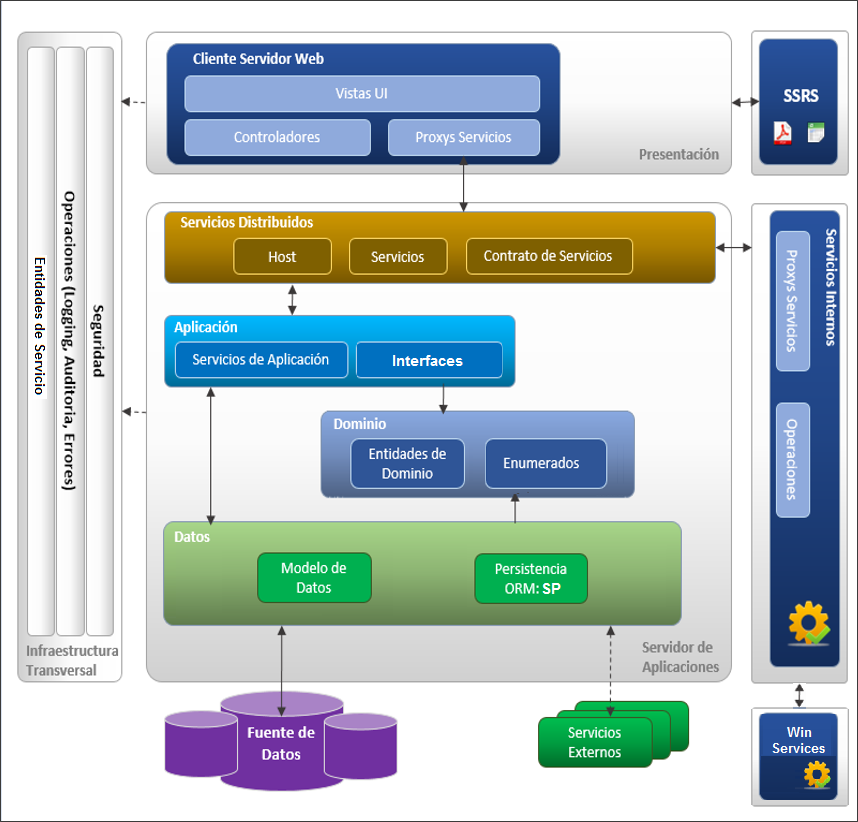 Cliente Servidor Web
Vistas UI
Controladores
Proxys Servicios
Presentación
SSRS
Entidades de Servicio
Operaciones (Logging, Auditoria, Errores)
Seguridad
Infraestructura
Transversal
Servicios Distribuidos
Host
Servicios
Contrato de Servicios
Aplicación
Servicios de Aplicación
Interfaces
Dominio
Entidades de
Dominio
Enumerados
Datos
Modelo de
Datos
Persistencia
ORM: SP
Servidor de
Aplicaciones
Servicios Internos
Proxys Servicios
Operaciones
Fuente de
Datos
Servicios
Externos
Win
Services